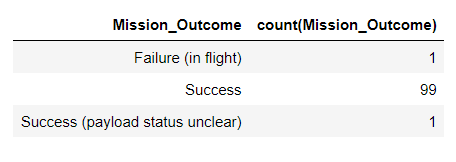 Mission_Outcome count(Mission_Outcome)
Failure (in flight) 1
Success 99
Success (payload status unclear) 1